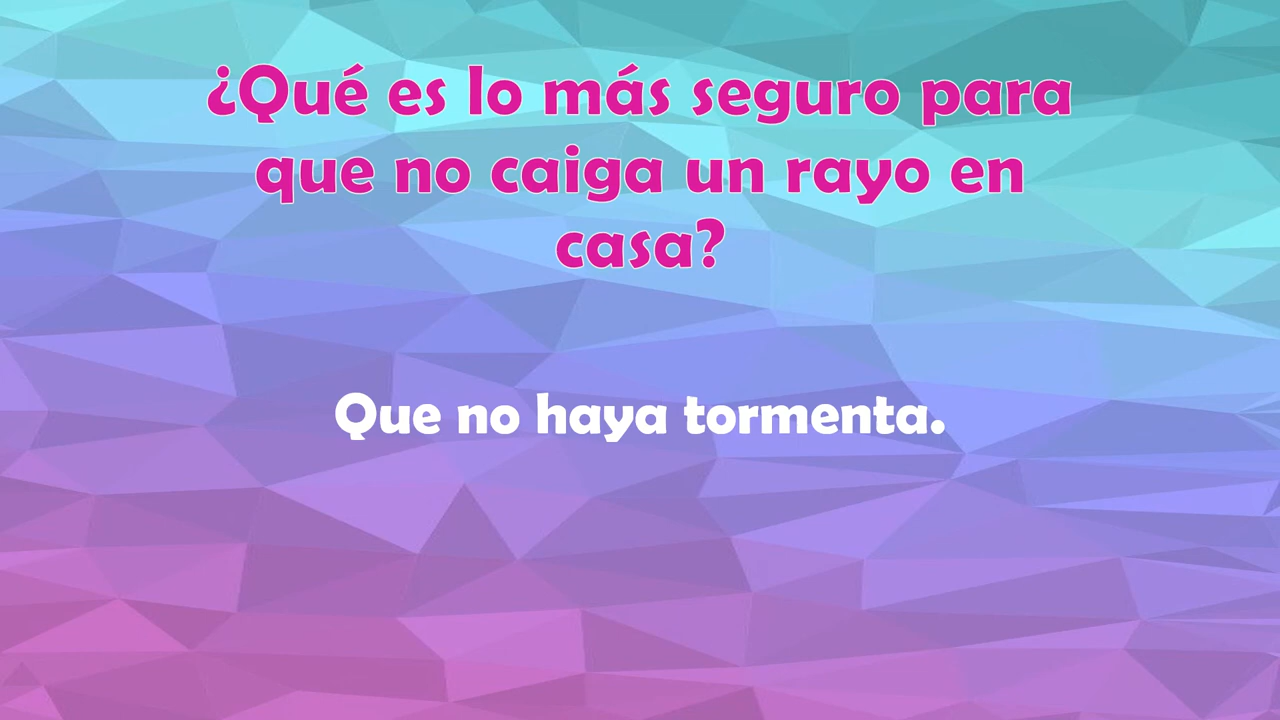 ¿Qué es lo más seguro para
que no caiga un rayo en
casa?
Que no haya tormenta.